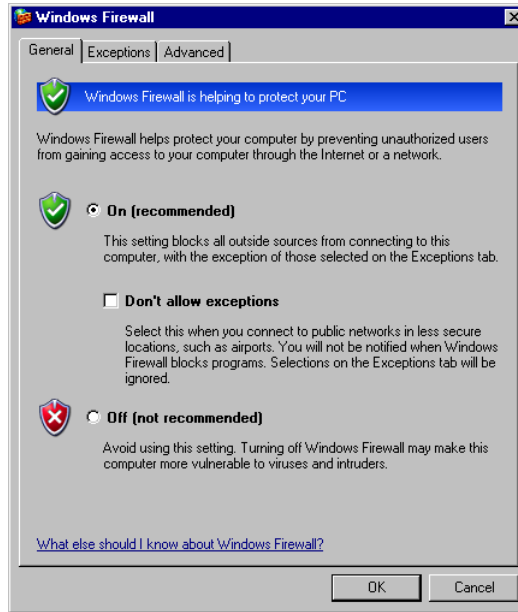 Windows Firewall
General Exceptions Advanced
Windows Firewall is helping to protect your PC
Windows Firewall helps protect your computer by preventing unauthorized users
from gaining access to your computer through the Internet or a network.
On (recommended)
This setting blocks all outside sources from connecting to this
computer, with the exception of those selected on the Exceptions tab.
Don't allow exceptions
Select this when you connect to public networks in less secure
locations, such as airports. You will not be notified when Windows
Firewall blocks programs. Selections on the Exceptions tab will be
ignored.
Off (not recommended)
Avoid using this setting. Turning off Windows Firewall may make this
computer more vulnerable to viruses and intruders.
What else should I know about Windows Firewall?
OK Cancel